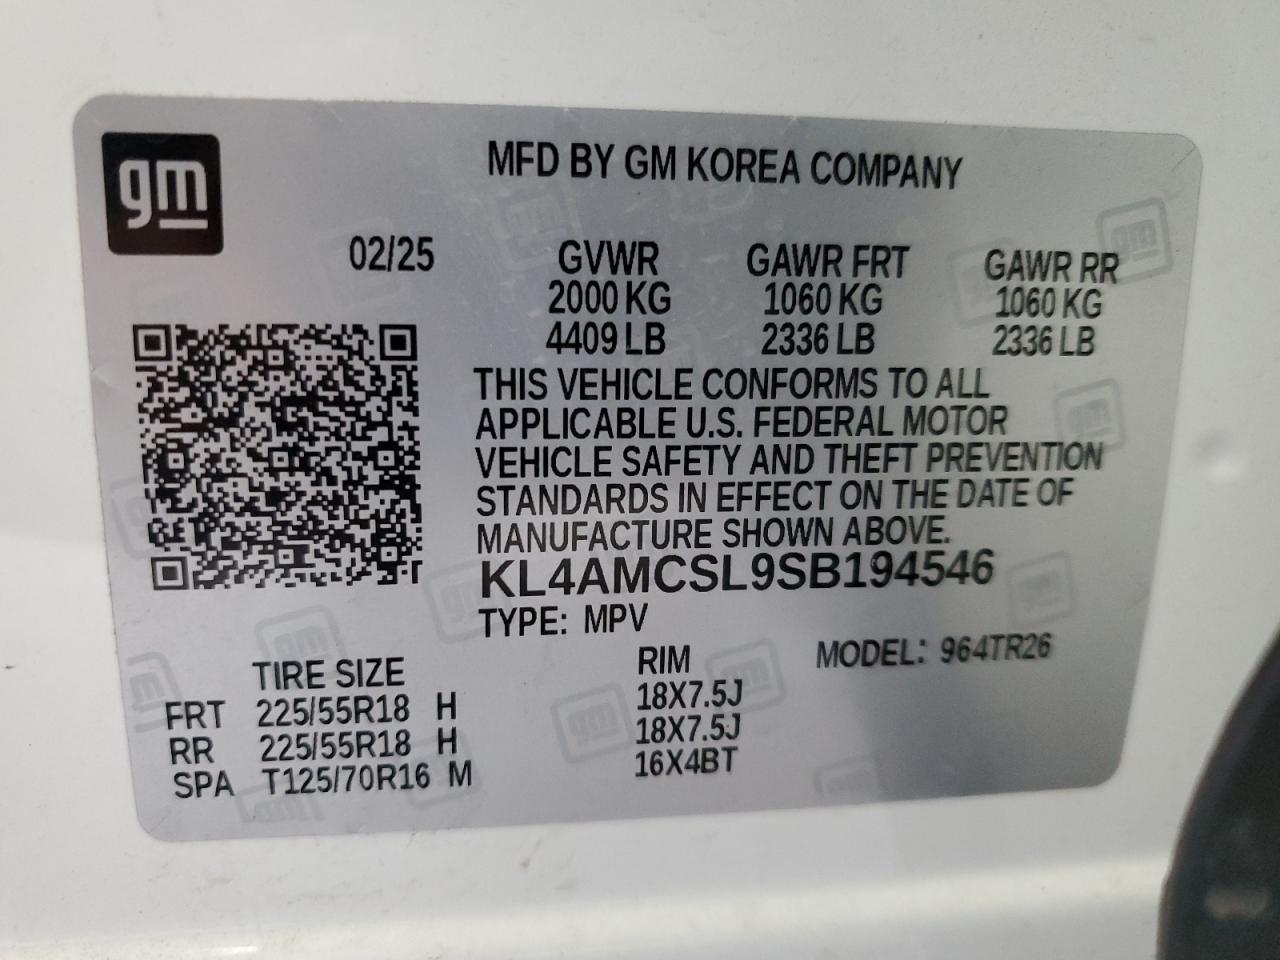 gm
MFD BY GM KOREA COMPANY
02/25 GVWR GAWR FRT GAWR RR
2000 KG 1060 KG 1060 KG
4409 LB 2336 LB 2336 LB
THIS VEHICLE CONFORMS TO ALL
APPLICABLE U.S. FEDERAL MOTOR
VEHICLE SAFETY AND THEFT PREVENTION
STANDARDS IN EFFECT ON THE DATE OF
MANUFACTURE SHOWN ABOVE.
KL4AMCSL9SB194546
TYPE: MPV
TIRE SIZE RIM MODEL: 964TR26
FRT 225/55R18 H 18X7.5J
RR 225/55R18 H 18X7.5J
SPA T125/70R16 M 16X4BT